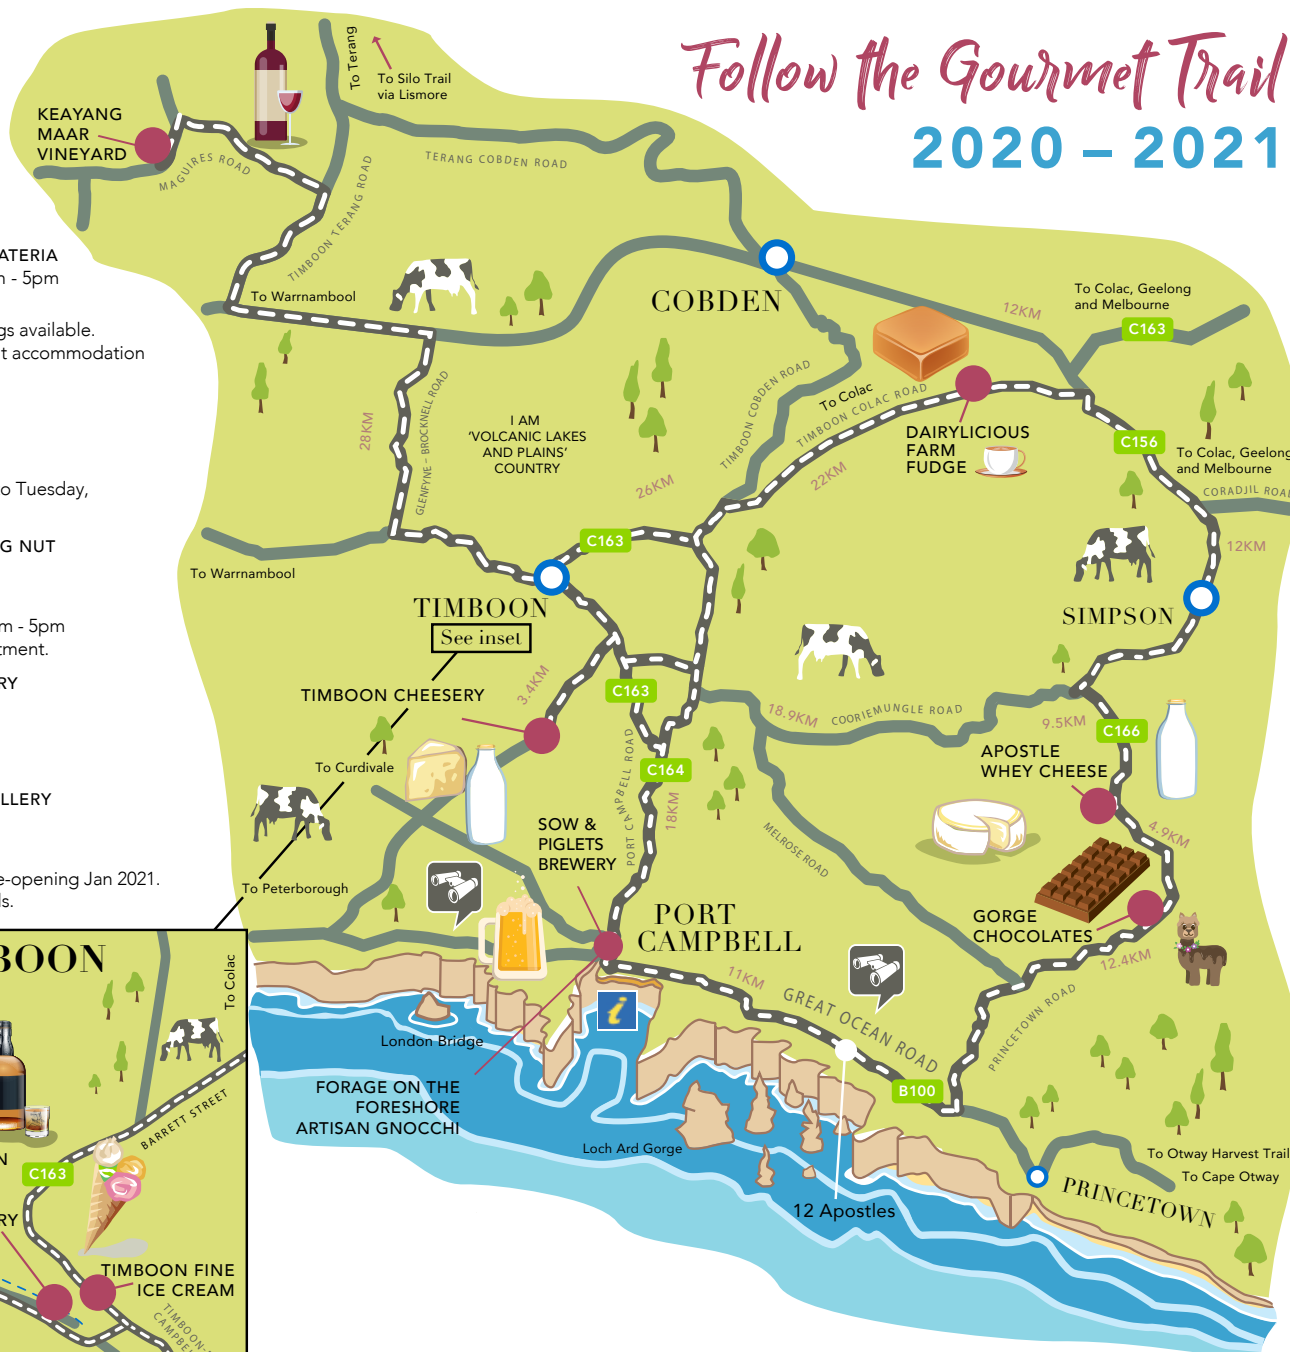 Follow the Gourmet Trail
2020 – 2021
To Terang
To Silo Trail
via Lismore
KEAYANG
MAAR
VINEYARD
MAGUIRES ROAD
TERANG COBDEN ROAD
TIMBOON TERANG ROAD
To Warrnambool
COBDEN
12KM
To Colac, Geelong
and Melbourne
C163
28KM
GLENFYNE – BROCKNELL ROAD
I AM
'VOLCANIC LAKES
AND PLAINS'
COUNTRY
TIMBOON COBDEN ROAD
To Colac
TIMBOON COLAC ROAD
DAIRYLICIOUS
FARM
FUDGE
C156
To Colac, Geelong
and Melbourne
CORADJIL ROAD
26KM
22KM
12KM
C163
To Warrnambool
TIMBOON
See inset
SIMPSON
3.4KM
TIMBOON CHEESERY
C163
18.9KM
COORIEMUNGLE ROAD
9.5KM
C166
APOSTLE
WHEY CHEESE
To Curdivale
PORT CAMPBELL ROAD
C164
18KM
SOW &
PIGLETS
BREWERY
MELROSE ROAD
4.9KM
To Peterborough
PORT
CAMPBELL
GORGE
CHOCOLATES
12.4KM
11KM
GREAT OCEAN ROAD
PRINCETOWN ROAD
i
London Bridge
FORAGE ON THE
FORESHORE
ARTISAN GNOCCHI
B100
Loch Ard Gorge
12 Apostles
To Otway Harvest Trail
To Cape Otway
PRINCETOWN
ATERIA
- 5pm
gs available.
t accommodation
o Tuesday,
G NUT
m - 5pm
tment.
RY
LLERY
e-opening Jan 2021.
ls.
BOON
To Colac
BARRETT STREET
N
C163
RY
TIMBOON FINE
ICE CREAM
TIMBOON-